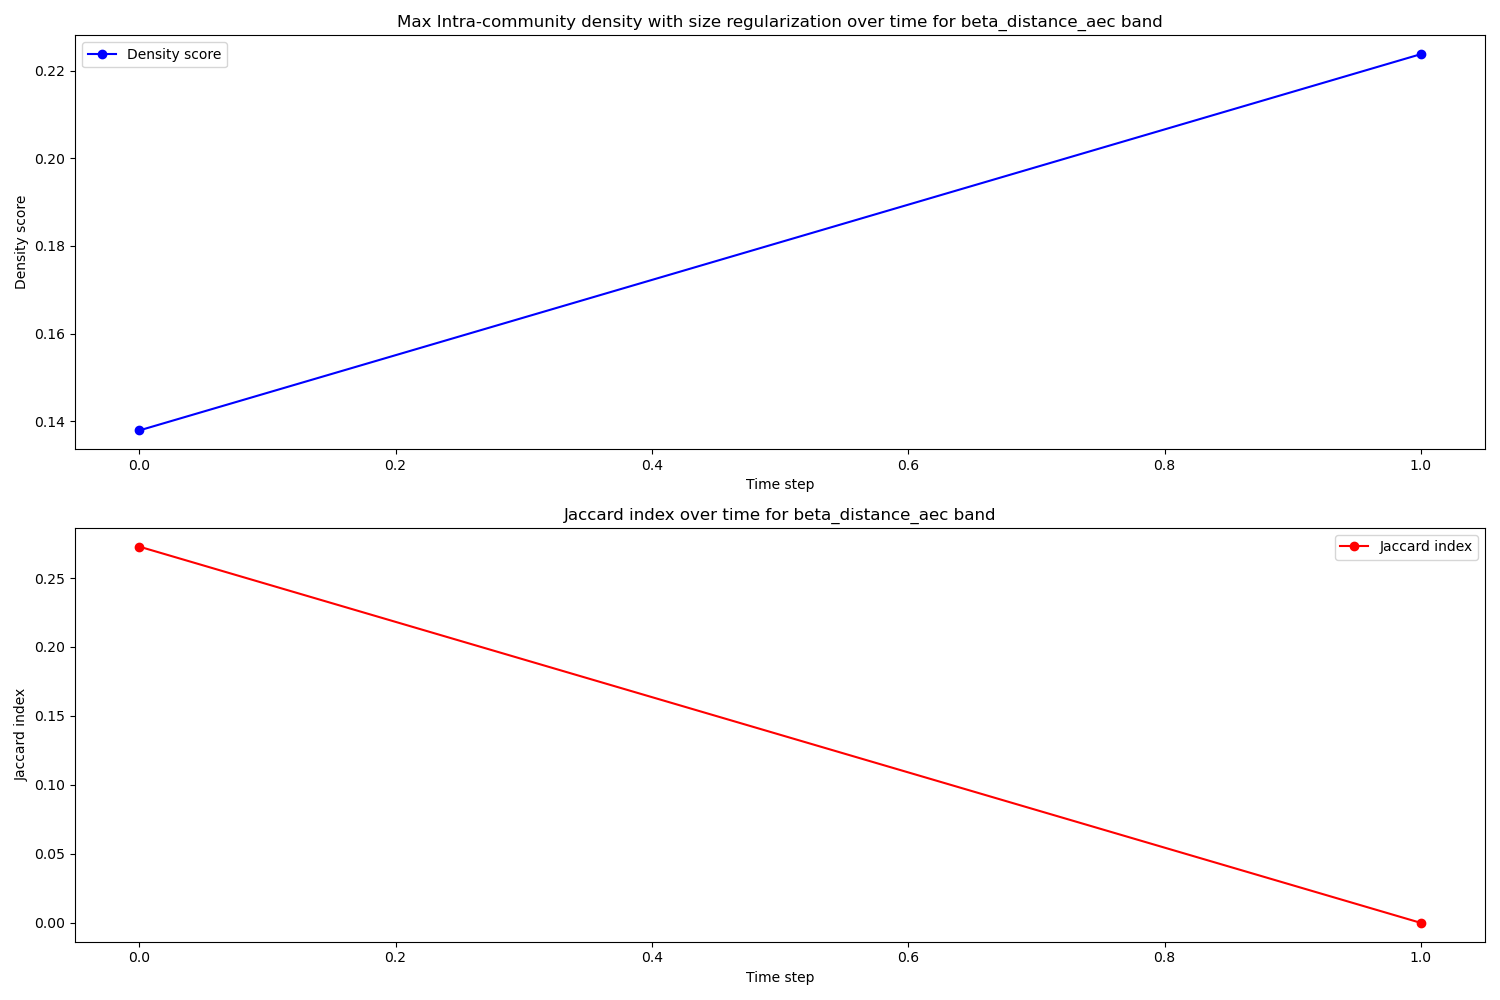 Max Intra-community density with size regularization over time for beta_distance_aec band
Density score
0.22
0.20
0.18
0.16
0.14
Density score
0.0 0.2 0.4 0.6 0.8 1.0
Time step
Jaccard index over time for beta_distance_aec band
Jaccard index
0.25
0.20
0.15
0.10
0.05
0.00
Jaccard index
0.0 0.2 0.4 0.6 0.8 1.0
Time step